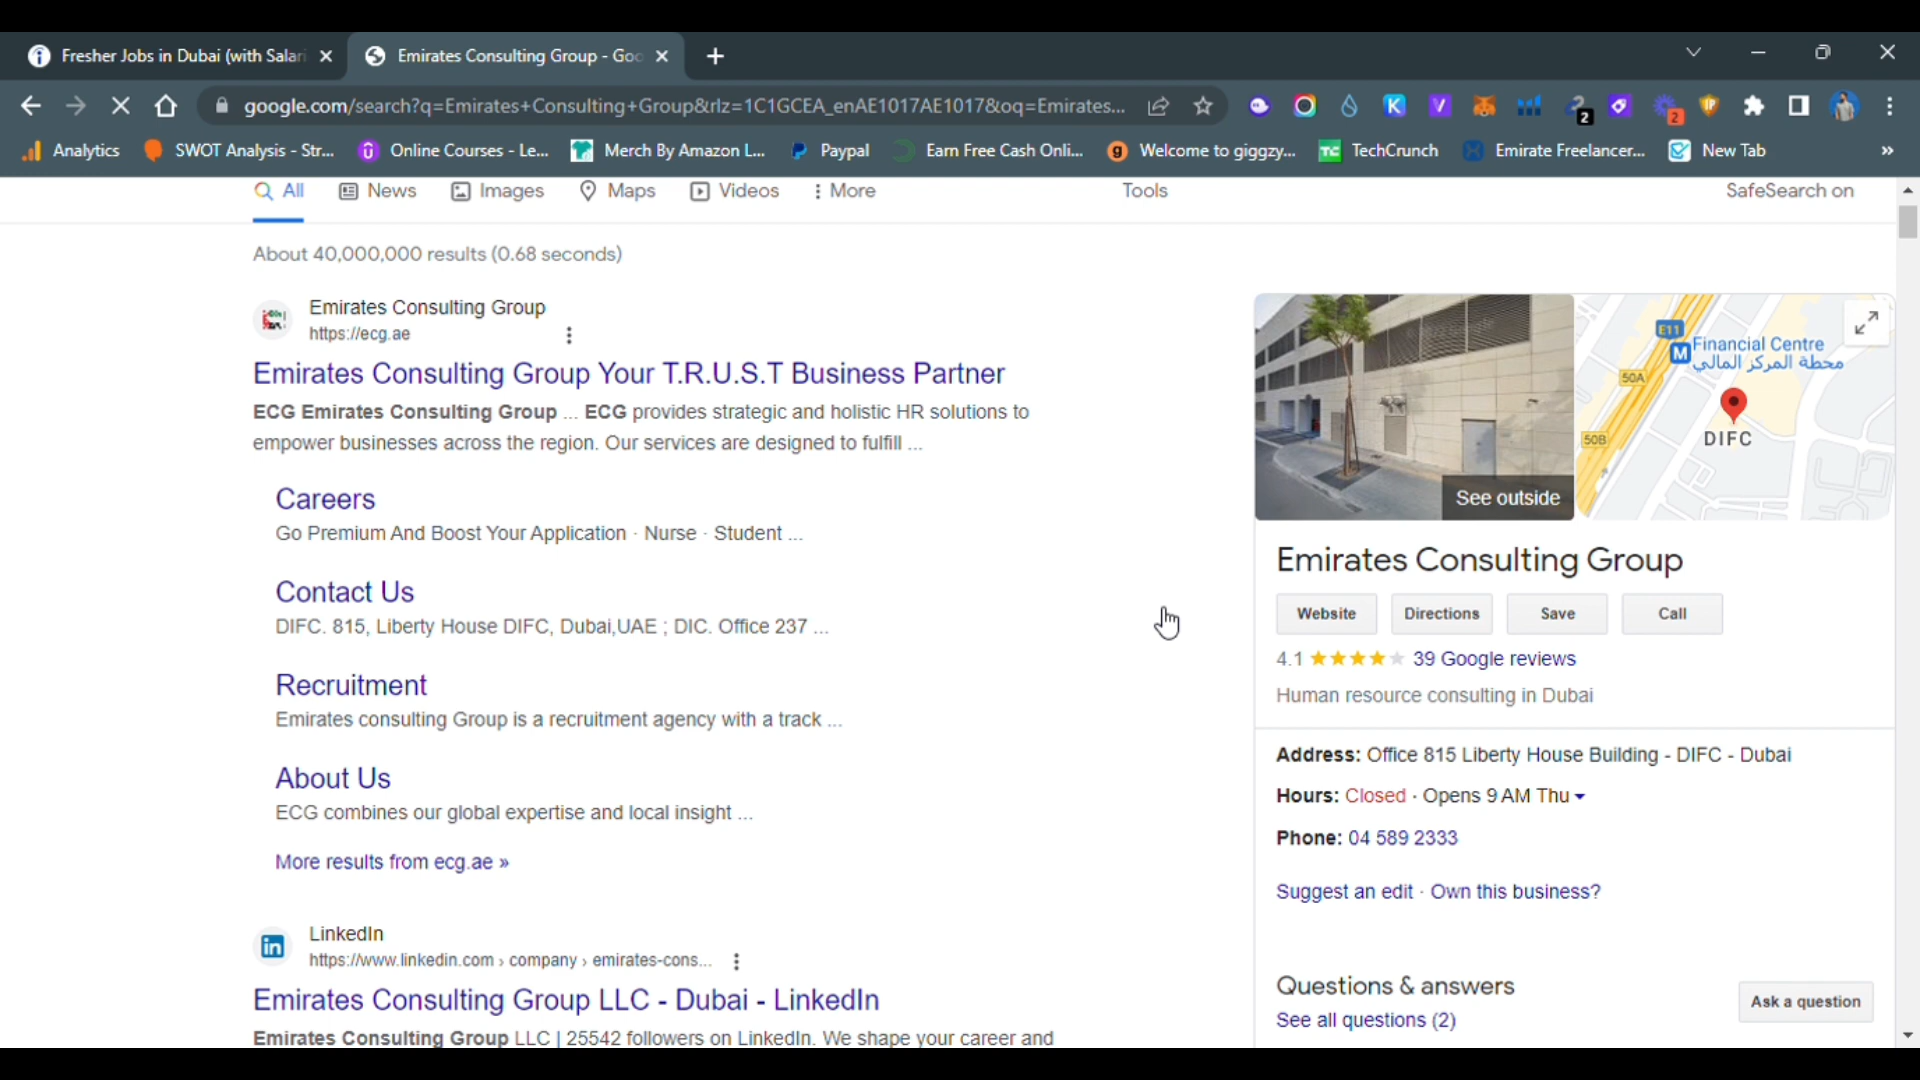 Fresher Jobs in Dubai (with Salari
Emirates Consulting Group - Goo
google.com/search?q=Emirates+Consulting+Group&rlz=1C1GCEA_enAE1017AE1017&oq=Emirates...
2
2
Analytics
SWOT Analysis - Str...
Online Courses - Le...
Merch By Amazon L...
Paypal
Earn Free Cash Onli...
Welcome to giggzy...
TechCrunch
Emirate Freelancer...
New Tab
»
All
News
Images
Maps
Videos
More
Tools
SafeSearch on
About 40,000,000 results (0.68 seconds)
Emirates Consulting Group
https://ecg.ae
Emirates Consulting Group Your T.R.U.S.T Business Partner
ECG Emirates Consulting Group ... ECG provides strategic and holistic HR solutions to
empower businesses across the region. Our services are designed to fulfill ...
Careers
Go Premium And Boost Your Application · Nurse · Student ...
Contact Us
DIFC. 815, Liberty House DIFC, Dubai,UAE ; DIC. Office 237 ...
Recruitment
Emirates consulting Group is a recruitment agency with a track ...
About Us
ECG combines our global expertise and local insight ...
More results from ecg.ae »
LinkedIn
https://www.linkedin.com › company › emirates-cons...
Emirates Consulting Group LLC - Dubai - LinkedIn
Emirates Consulting Group LLC | 25542 followers on LinkedIn. We shape your career and
See outside
E11
M
Financial Centre
محطة المركز المالي
50A
DIFC
50B
Emirates Consulting Group
Website
Directions
Save
Call
4.1
39 Google reviews
Human resource consulting in Dubai
Address: Office 815 Liberty House Building - DIFC - Dubai
Hours: Closed · Opens 9 AM Thu
Phone: 04 589 2333
Suggest an edit · Own this business?
Questions & answers
See all questions (2)
Ask a question